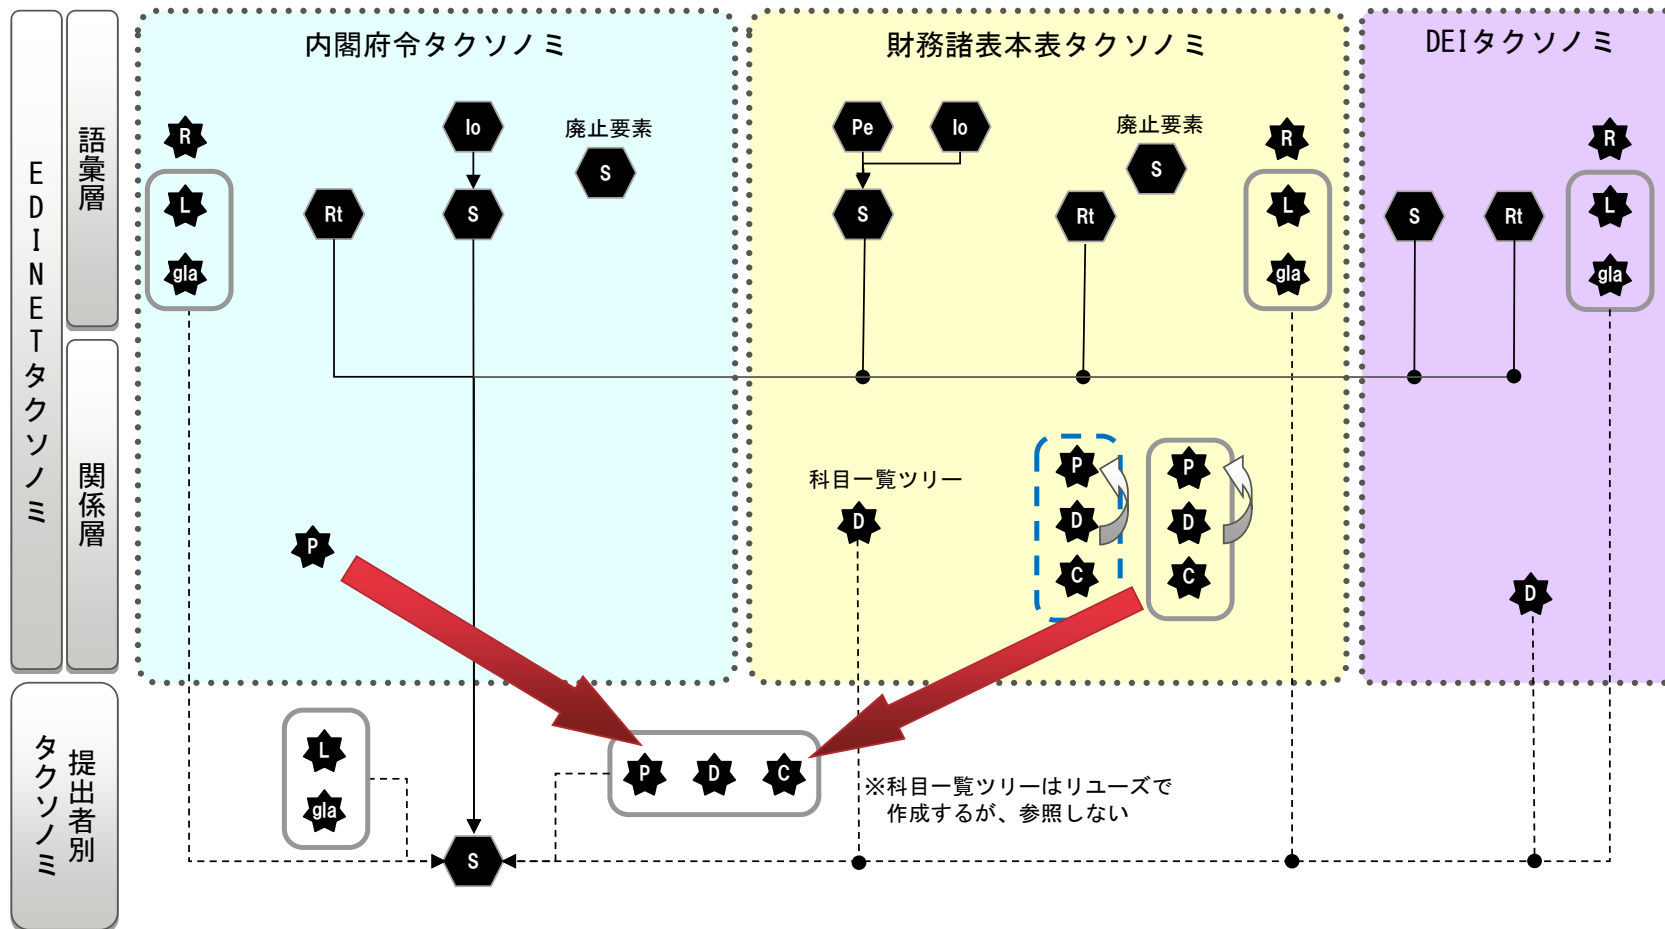 EDINETタクソノミ
語彙層
関係層
提出者別
タクソノミ
内閣府令タクソノミ
R
L
gla
Rt
Io
S
廃止要素
S
P
財務諸表本表タクソノミ
Pe
Io
S
廃止要素
S
Rt
R
L
gla
科目一覧ツリー
D
P
D
C
P
D
C
DEIタクソノミ
S
Rt
R
L
gla
D
L
gla
P
D
C
S
※科目一覧ツリーはリユーズで
作成するが、参照しない